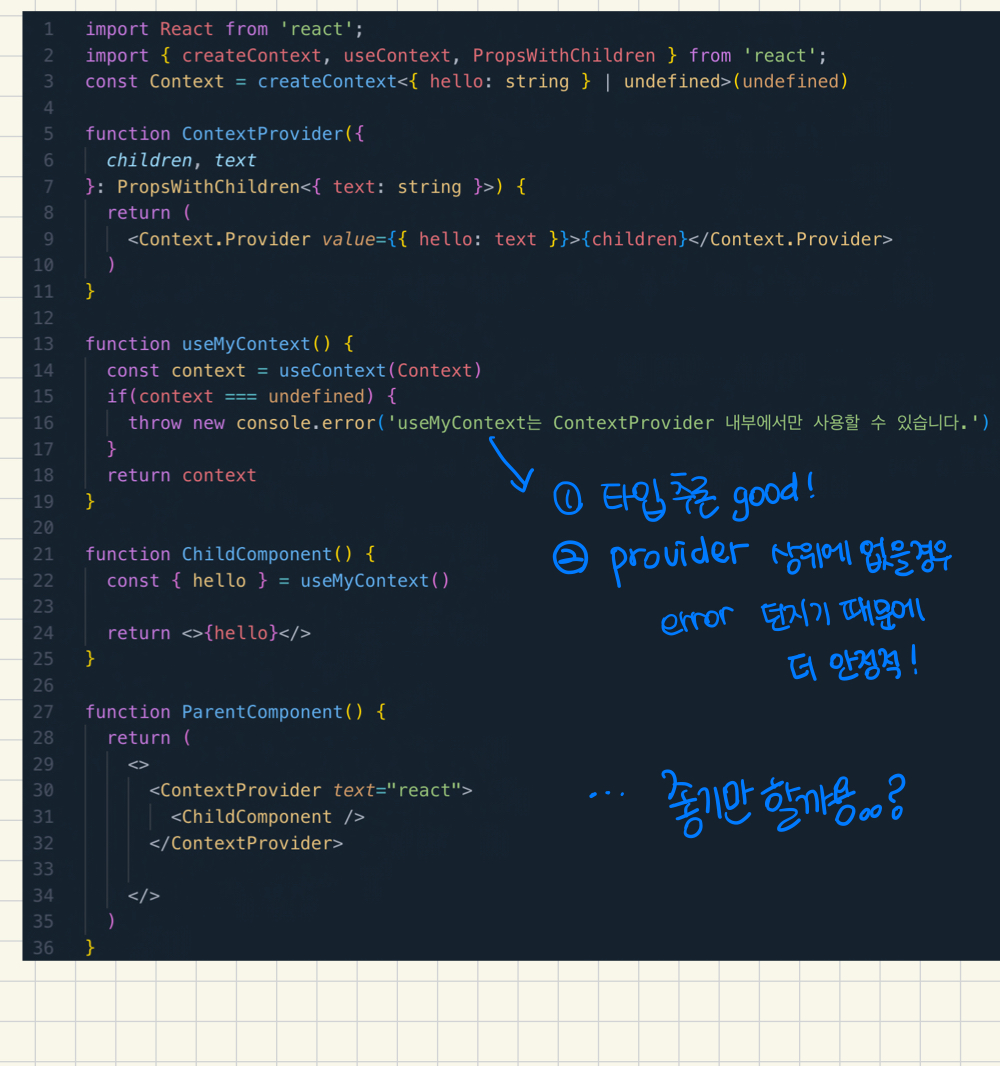 1 import React from 'react';
2 import { createContext, useContext, PropsWithChildren } from 'react';
3 const Context = createContext<{ hello: string } | undefined>(undefined)
4
5 function ContextProvider({
6   children, text
7 }: PropsWithChildren<{ text: string }>) {
8   return (
9     <Context.Provider value={{ hello: text }}>{children}</Context.Provider>
10   )
11 }
12
13 function useMyContext() {
14   const context = useContext(Context)
15   if(context === undefined) {
16     throw new console.error('useMyContext는 ContextProvider 내부에서만 사용할 수 있습니다.')
17   }
18   return context
19 }
① 타입 추론 good!
20
② provider 상위에 없을경우
21 function ChildComponent() {
22   const { hello } = useMyContext()
23
error 던지기 때문에
24   return <>{hello}</>
25 }
더 안정적!
26
27 function ParentComponent() {
28   return (
29     <>
30       <ContextProvider text="react">
31         <ChildComponent />
32       </ContextProvider>
... 좋기만 할까용..?
33
34     </>
35   )
36 }